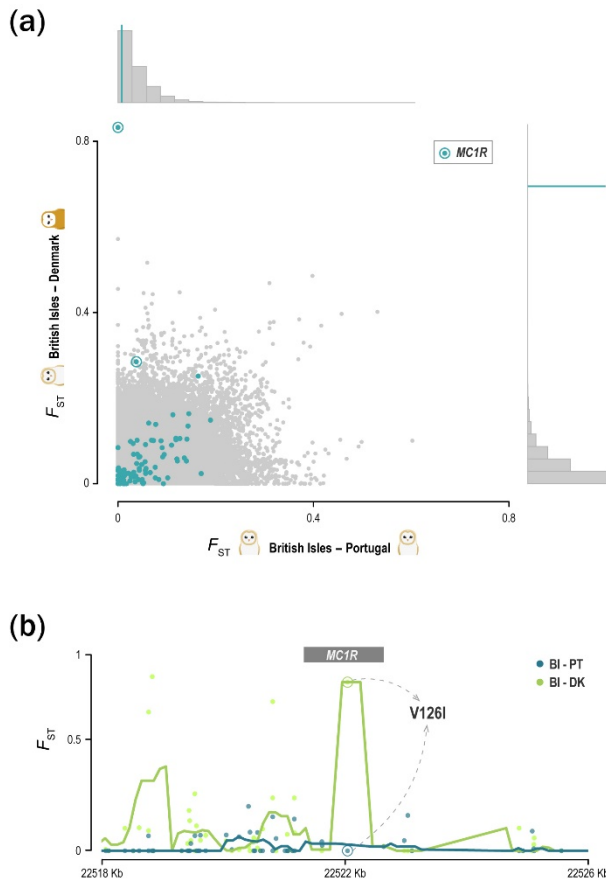 (a)
0.8
MC1R
British Isles – Denmark
0.4
FST
0
0
0.4
0.8
FST British Isles – Portugal
(b)
MC1R
1
BI - PT
BI - DK
V126I
FST
0.5
0
22518 Kb
22522 Kb
22526 Kb